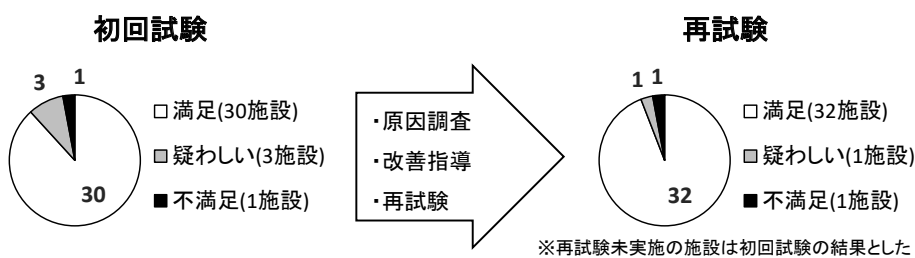 初回試験
3
1
30
□満足(30施設)
■疑わしい(3施設)
■不満足(1施設)
・原因調査
・改善指導
・再試験
再試験
1
1
32
□満足(32施設)
■疑わしい(1施設)
■不満足(1施設)
※再試験未実施の施設は初回試験の結果とした